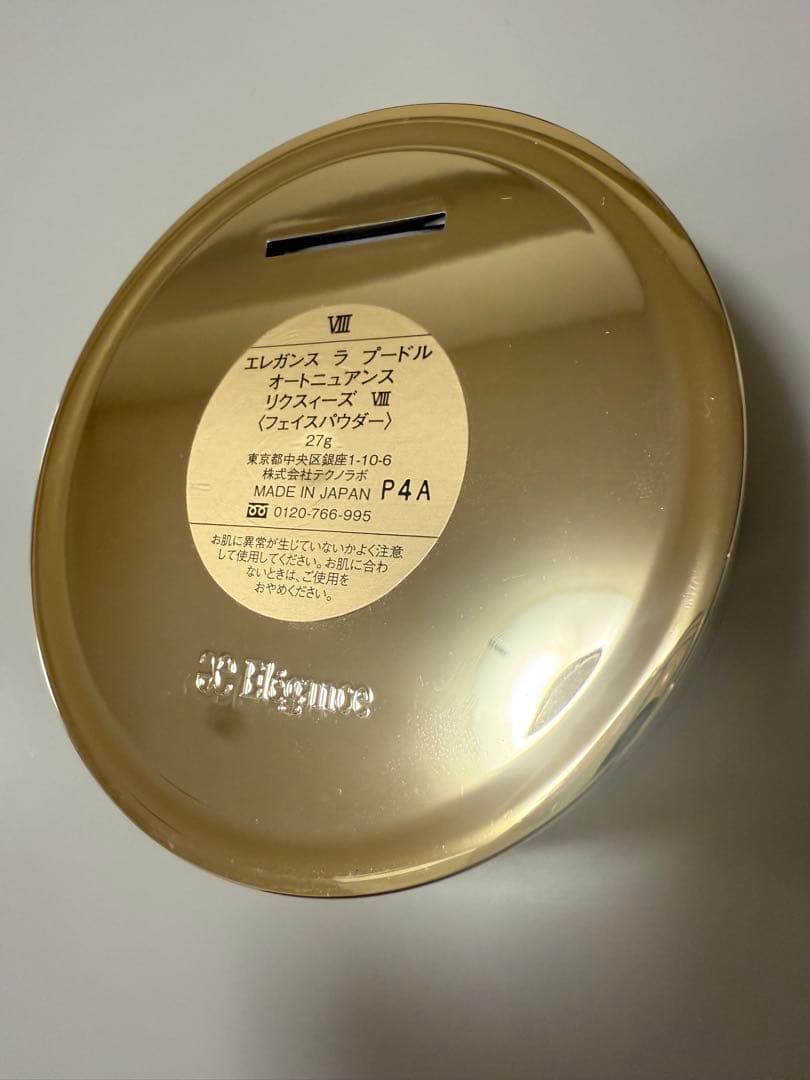 VIII
エレガンス ラ プードル
オートニュアンス
リクスィーズ VIII
〈フェイスパウダー〉
27g
東京都中央区銀座1-10-6
株式会社テクノラボ
MADE IN JAPAN P4A
0120-766-995
お肌に異常が生じていないかよく注意
して使用してください。お肌に合わ
ないときは、ご使用を
おやめください。
Elégance